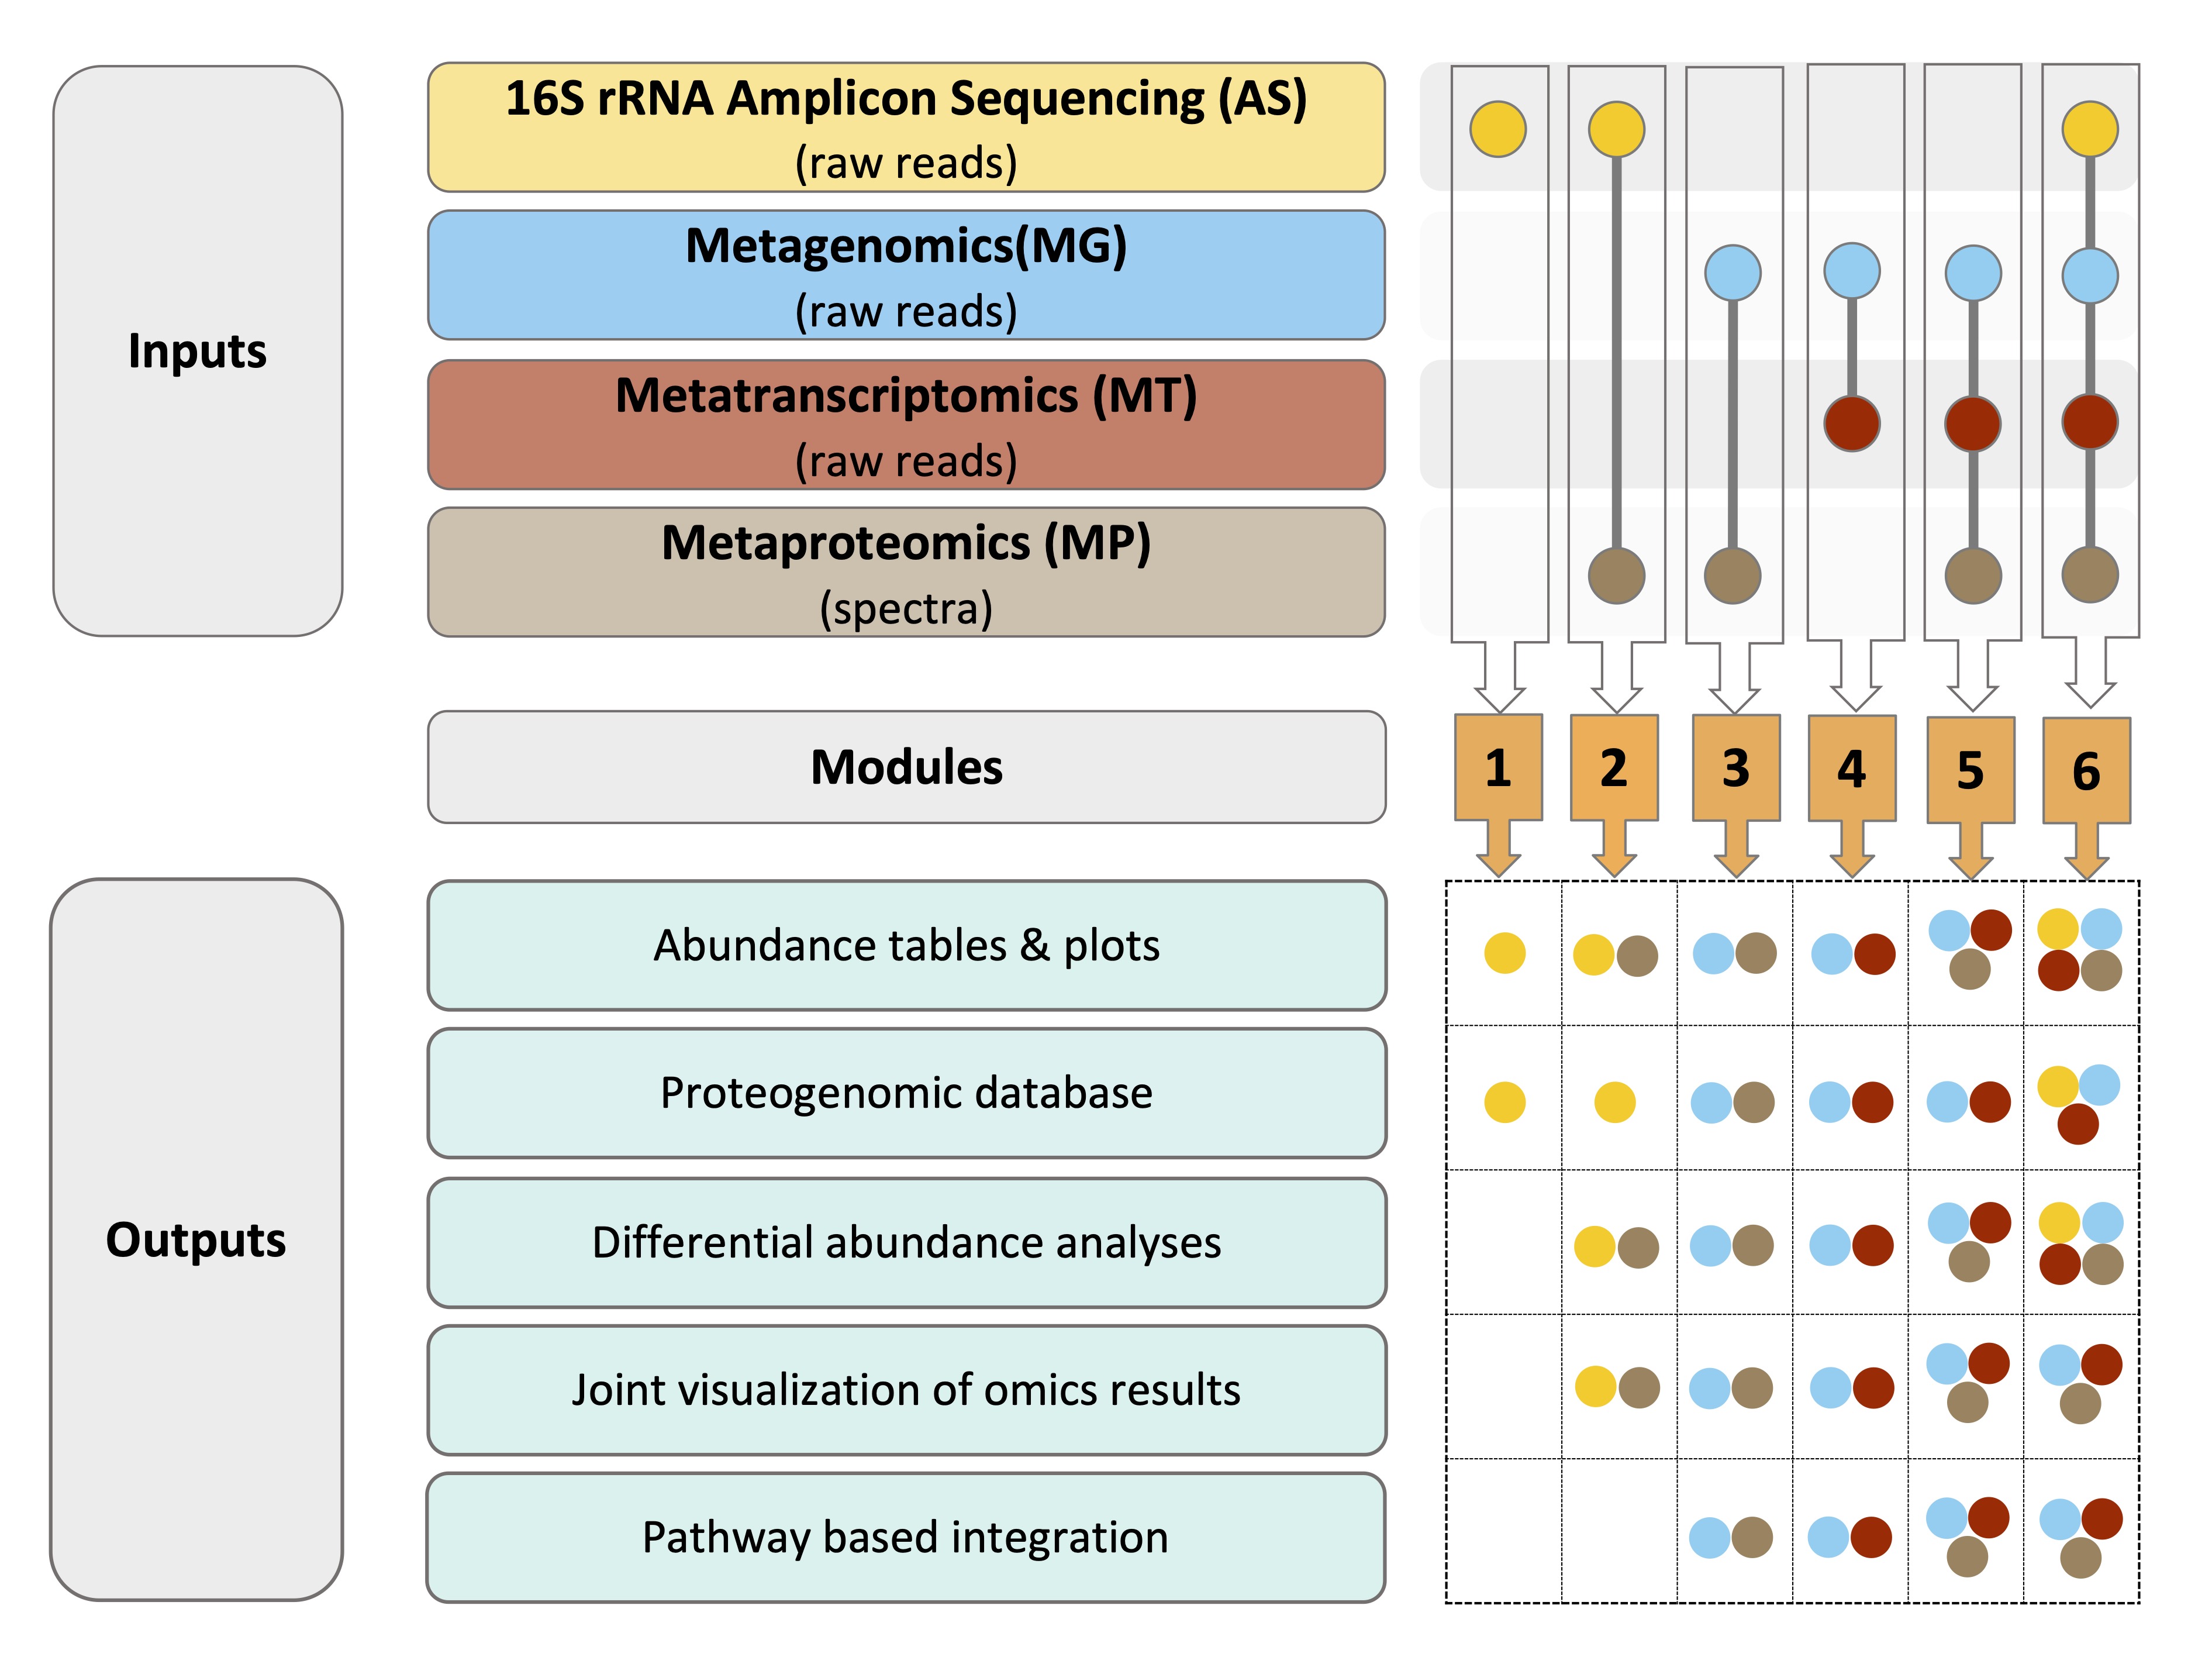 Inputs
16S rRNA Amplicon Sequencing (AS)
(raw reads)
Metagenomics(MG)
(raw reads)
Metatranscriptomics (MT)
(raw reads)
Metaproteomics (MP)
(spectra)
Modules
1 2 3 4 5 6
Outputs
Abundance tables & plots
Proteogenomic database
Differential abundance analyses
Joint visualization of omics results
Pathway based integration